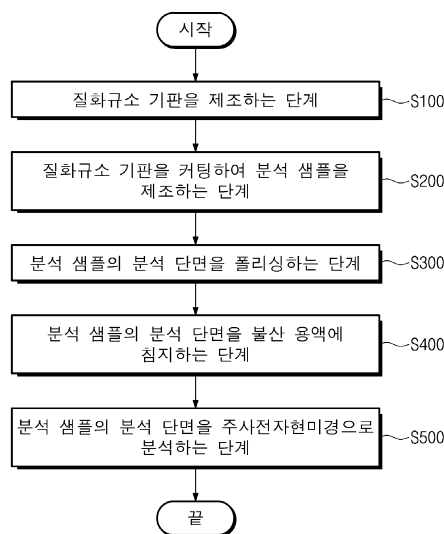 시작
질화규소 기판을 제조하는 단계
S100
질화규소 기판을 커팅하여 분석 샘플을
제조하는 단계
S200
분석 샘플의 분석 단면을 폴리싱하는 단계
S300
분석 샘플의 분석 단면을 불산 용액에
침지하는 단계
S400
분석 샘플의 분석 단면을 주사전자현미경으로
분석하는 단계
S500
끝